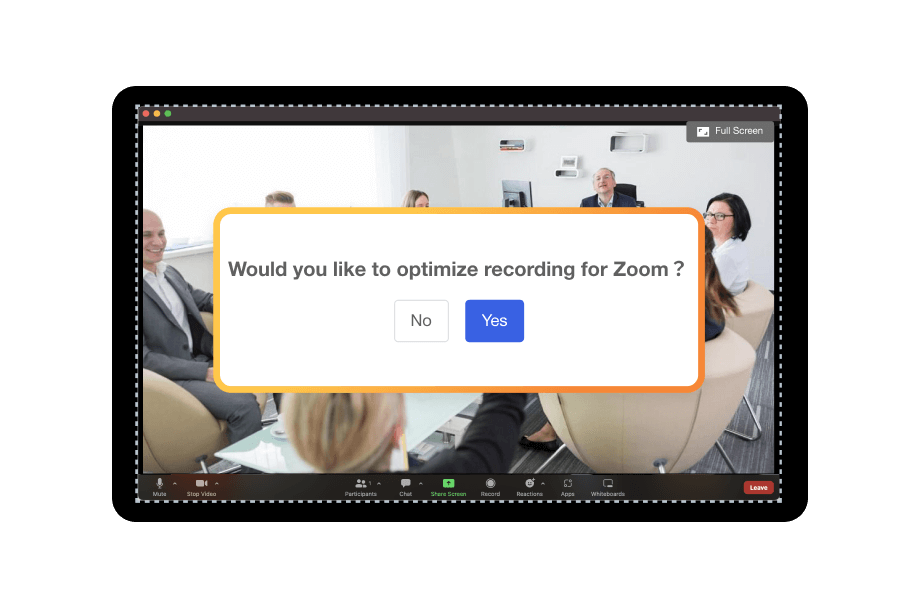 Full Screen
Would you like to optimize recording for Zoom ?
No
Yes
Mute
Stop Video
Participants
1
Chat
Share Screen
Record
Reactions
Apps
Whiteboards
Leave